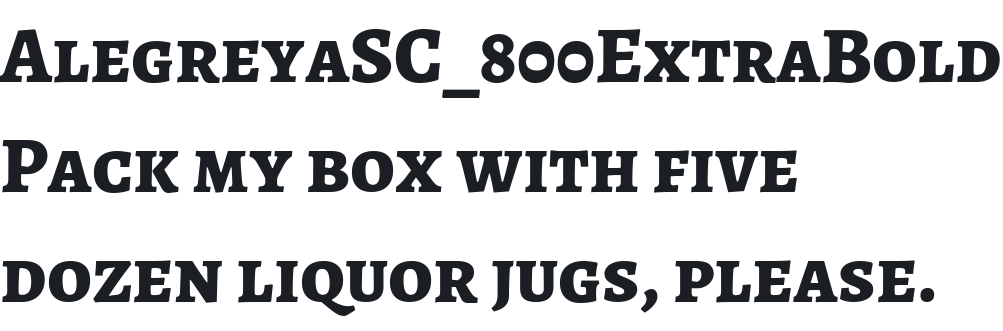 AlegreyaSC_800ExtraBold
Pack my box with five
dozen liquor jugs, please.